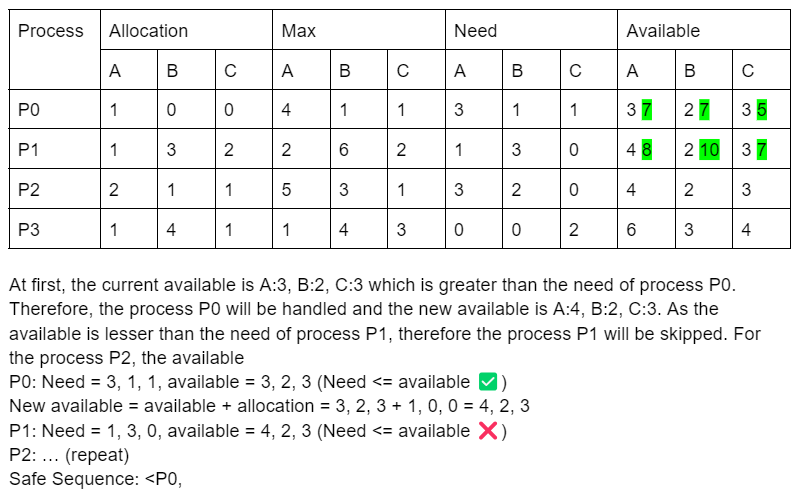 Process Allocation Max Need Available
A B C A B C A B C A B C
P0 1 0 0 4 1 1 3 1 1 3 7 2 7 3 5
P1 1 3 2 2 6 2 1 3 0 4 8 2 10 3 7
P2 2 1 1 5 3 1 3 2 0 4 2 3
P3 1 4 1 1 4 3 0 0 2 6 3 4
At first, the current available is A:3, B:2, C:3 which is greater than the need of process P0.
Therefore, the process P0 will be handled and the new available is A:4, B:2, C:3. As the
available is lesser than the need of process P1, therefore the process P1 will be skipped. For
the process P2, the available
P0: Need = 3, 1, 1, available = 3, 2, 3 (Need <= available ✅)
New available = available + allocation = 3, 2, 3 + 1, 0, 0 = 4, 2, 3
P1: Need = 1, 3, 0, available = 4, 2, 3 (Need <= available ❌)
P2: … (repeat)
Safe Sequence: <P0,